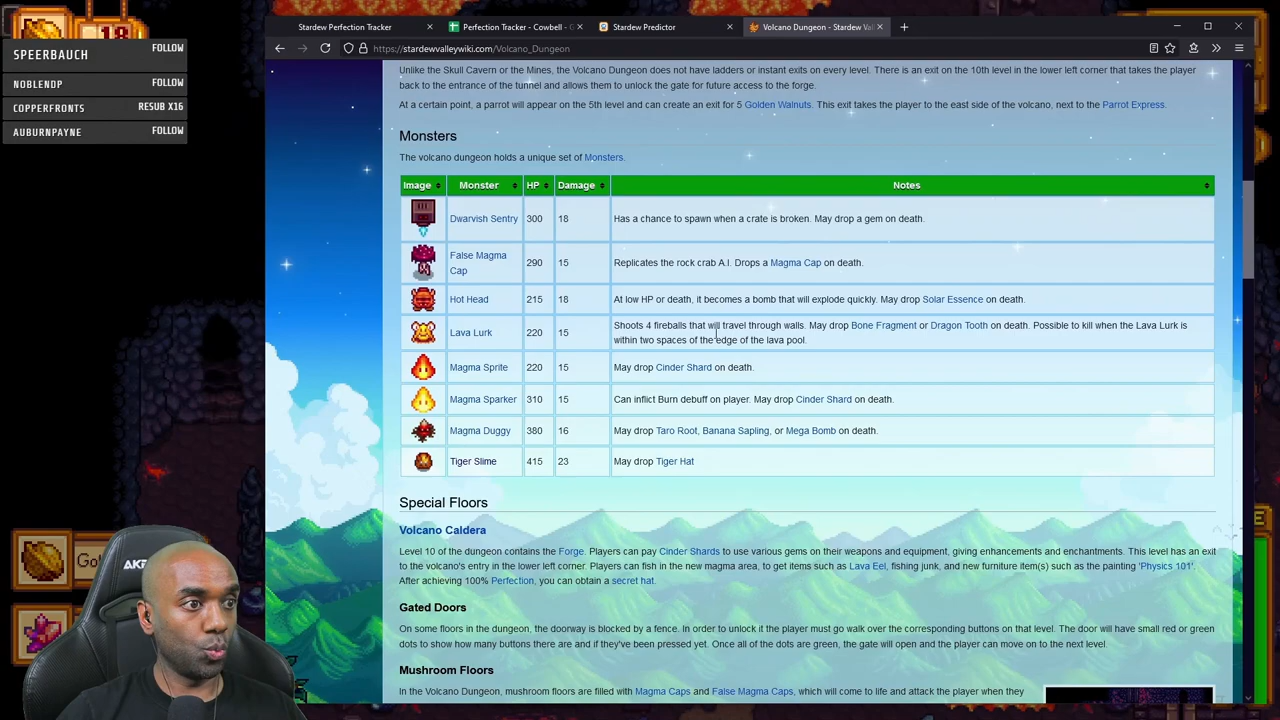 18
SPEERBAUCH FOLLOW
NOBLENDP FOLLOW
COPPERFRONTS RESUB X16
AUBURNPAYNE FOLLOW
Stardew Perfection Tracker
Perfection Tracker - Cowbell - G
Stardew Predictor
Volcano Dungeon - Stardew Val
https://stardewvalleywiki.com/Volcano_Dungeon
Unlike the Skull Cavern or the Mines, the Volcano Dungeon does not have ladders or instant exits on every level. There is an exit on the 10th level in the lower left corner that takes the player
back to the entrance of the tunnel and allows them to unlock the gate for future access to the forge.
At a certain point, a parrot will appear on the 5th level and can create an exit for 5 Golden Walnuts. This exit takes the player to the east side of the volcano, next to the Parrot Express.
Monsters
The volcano dungeon holds a unique set of Monsters.
Image Monster HP Damage Notes
Dwarvish Sentry 300 18 Has a chance to spawn when a crate is broken. May drop a gem on death.
False Magma
Cap 290 15 Replicates the rock crab A.I. Drops a Magma Cap on death.
Hot Head 215 18 At low HP or death, it becomes a bomb that will explode quickly. May drop Solar Essence on death.
Lava Lurk 220 15 Shoots 4 fireballs that will travel through walls. May drop Bone Fragment or Dragon Tooth on death. Possible to kill when the Lava Lurk is
within two spaces of the edge of the lava pool.
Magma Sprite 220 15 May drop Cinder Shard on death.
Magma Sparker 310 15 Can inflict Burn debuff on player. May drop Cinder Shard on death.
Magma Duggy 380 16 May drop Taro Root, Banana Sapling, or Mega Bomb on death.
Tiger Slime 415 23 May drop Tiger Hat
Special Floors
Volcano Caldera
Level 10 of the dungeon contains the Forge. Players can pay Cinder Shards to use various gems on their weapons and equipment, giving enhancements and enchantments. This level has an exit
to the volcano's entry in the lower left corner. Players can fish in the new magma area, to get items such as Lava Eel, fishing junk, and new furniture item(s) such as the painting 'Physics 101'.
After achieving 100% Perfection, you can obtain a secret hat.
Gated Doors
On some floors in the dungeon, the doorway is blocked by a fence. In order to unlock it the player must go walk over the corresponding buttons on that level. The door will have small red or green
dots to show how many buttons there are and if they've been pressed yet. Once all of the dots are green, the gate will open and the player can move on to the next level.
Mushroom Floors
In the Volcano Dungeon, mushroom floors are filled with Magma Caps and False Magma Caps, which will come to life and attack the player when they